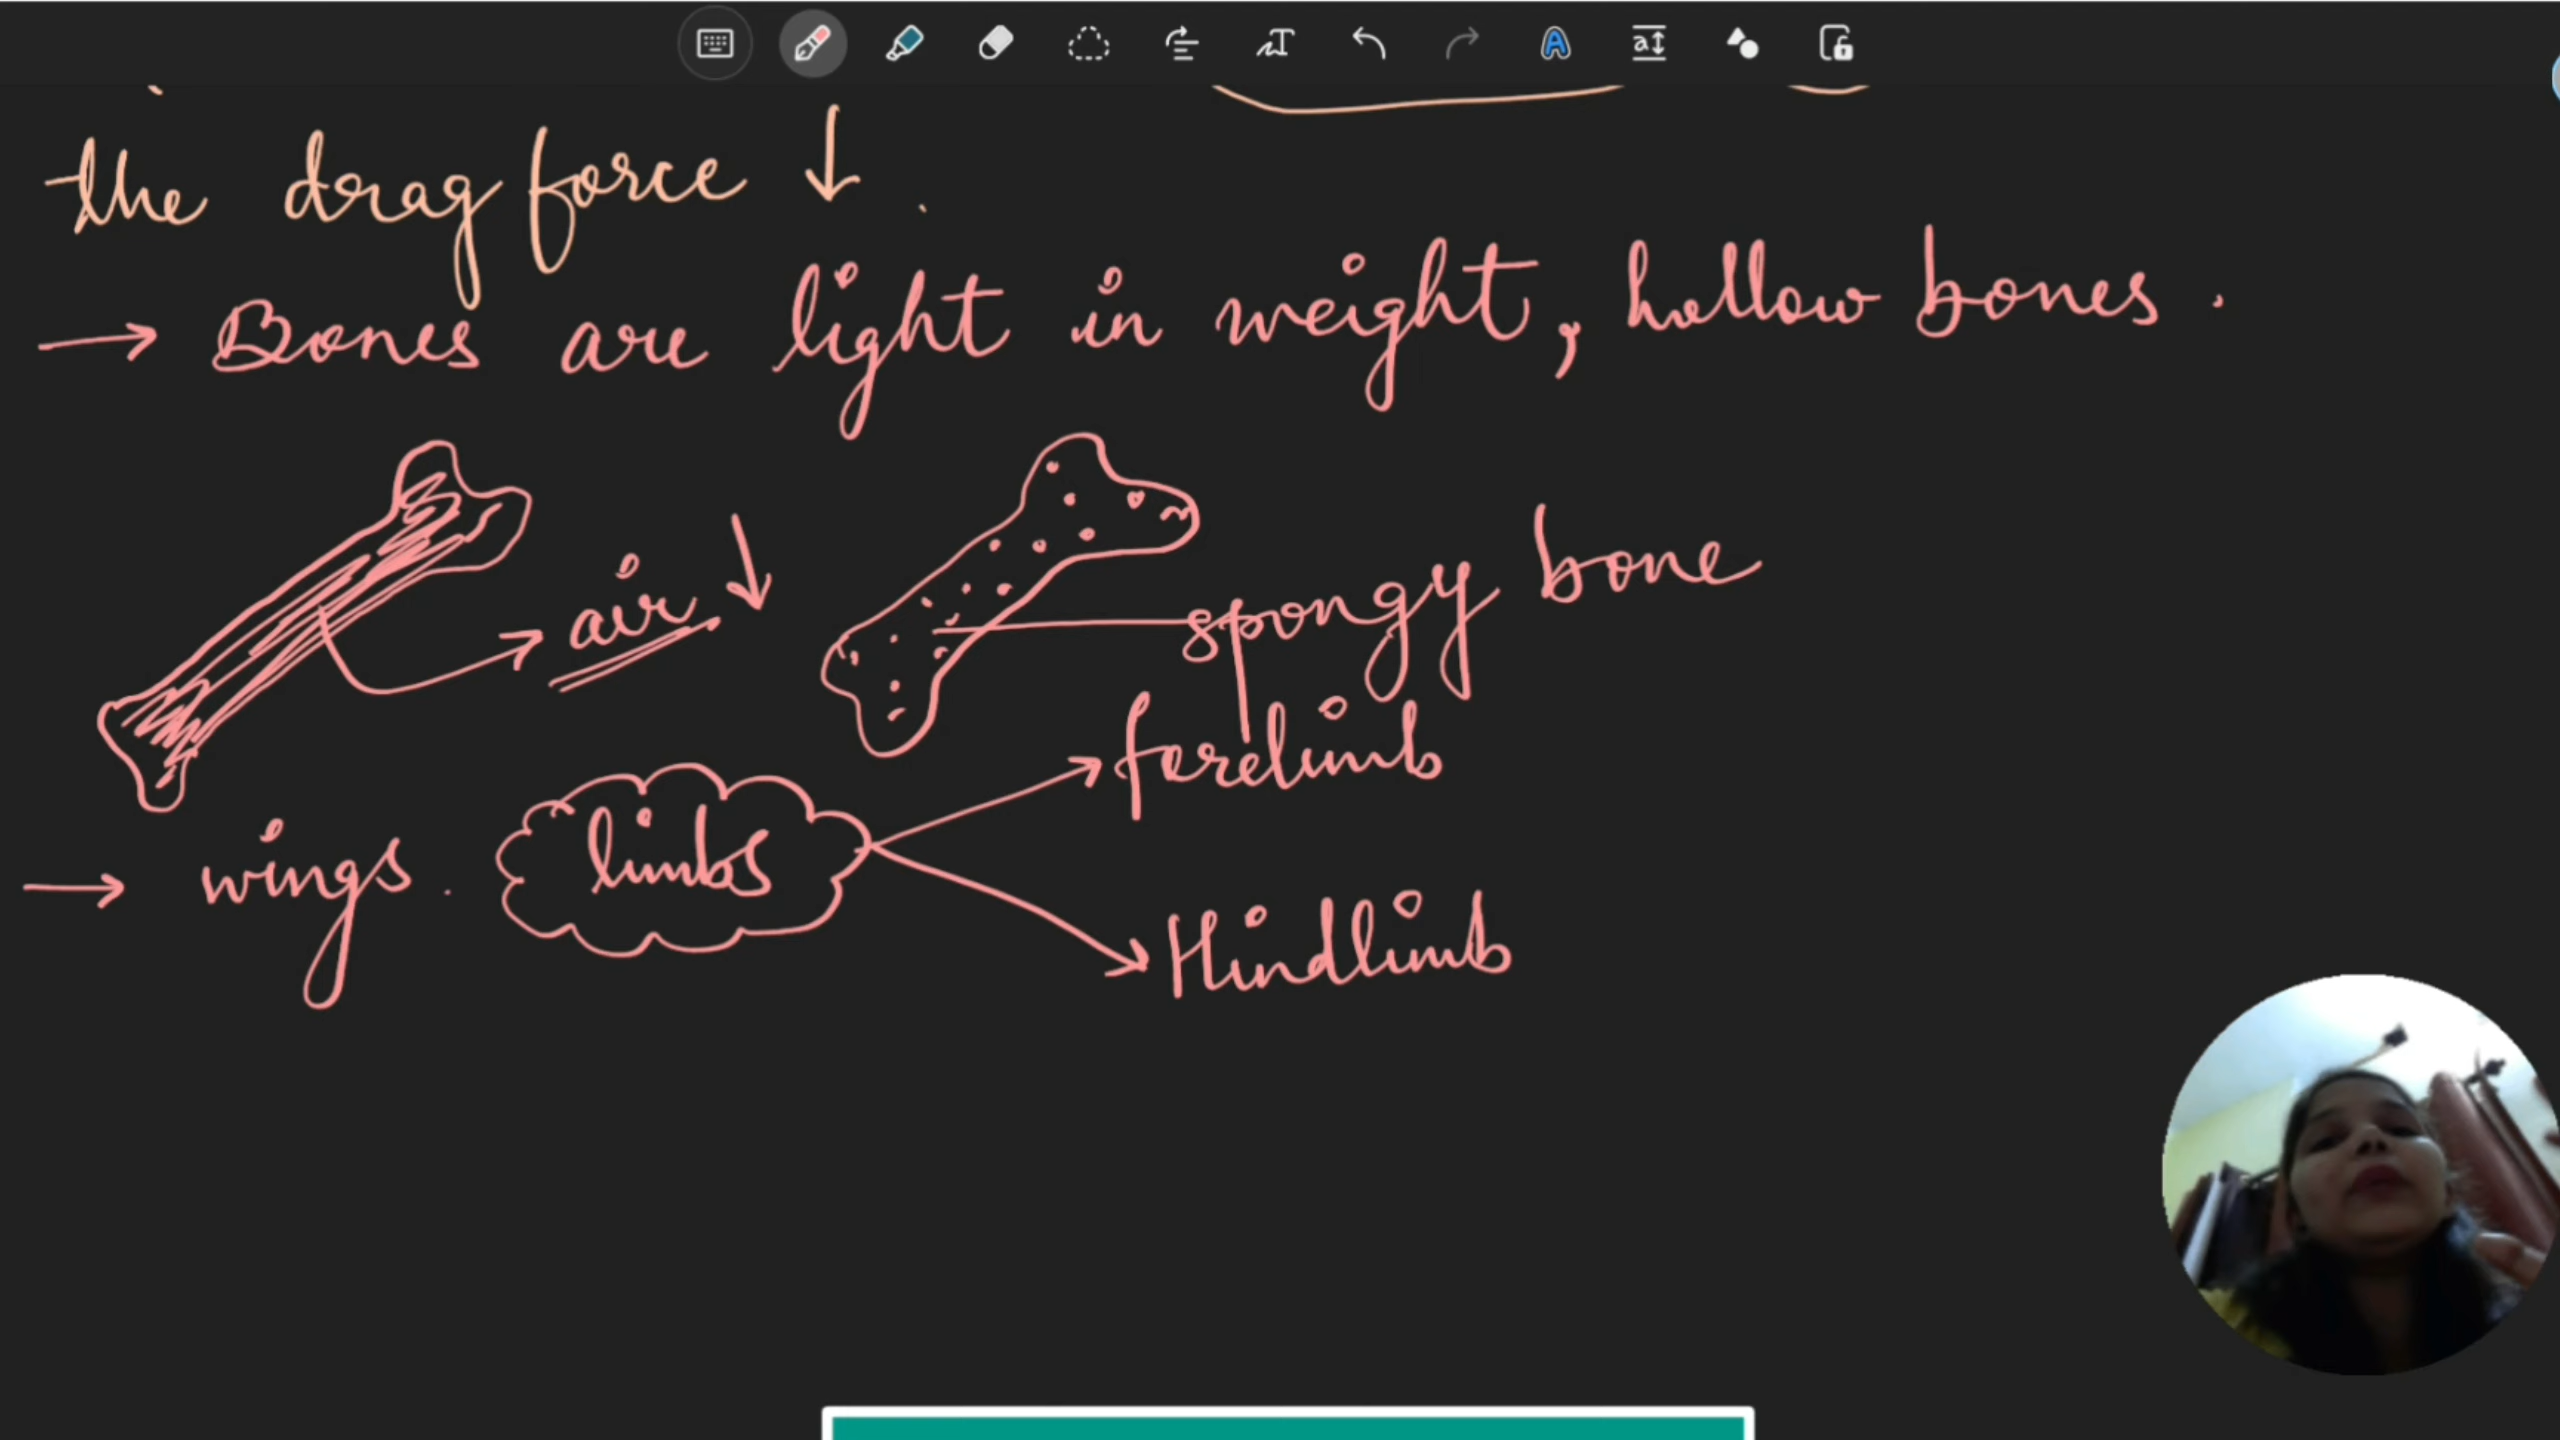 the drag force ↓ .
→ Bones are light in weight, hollow bones .
→ air ↓
spongy bone
→ wings . limbs
→ forelimb
→ Hindlimb